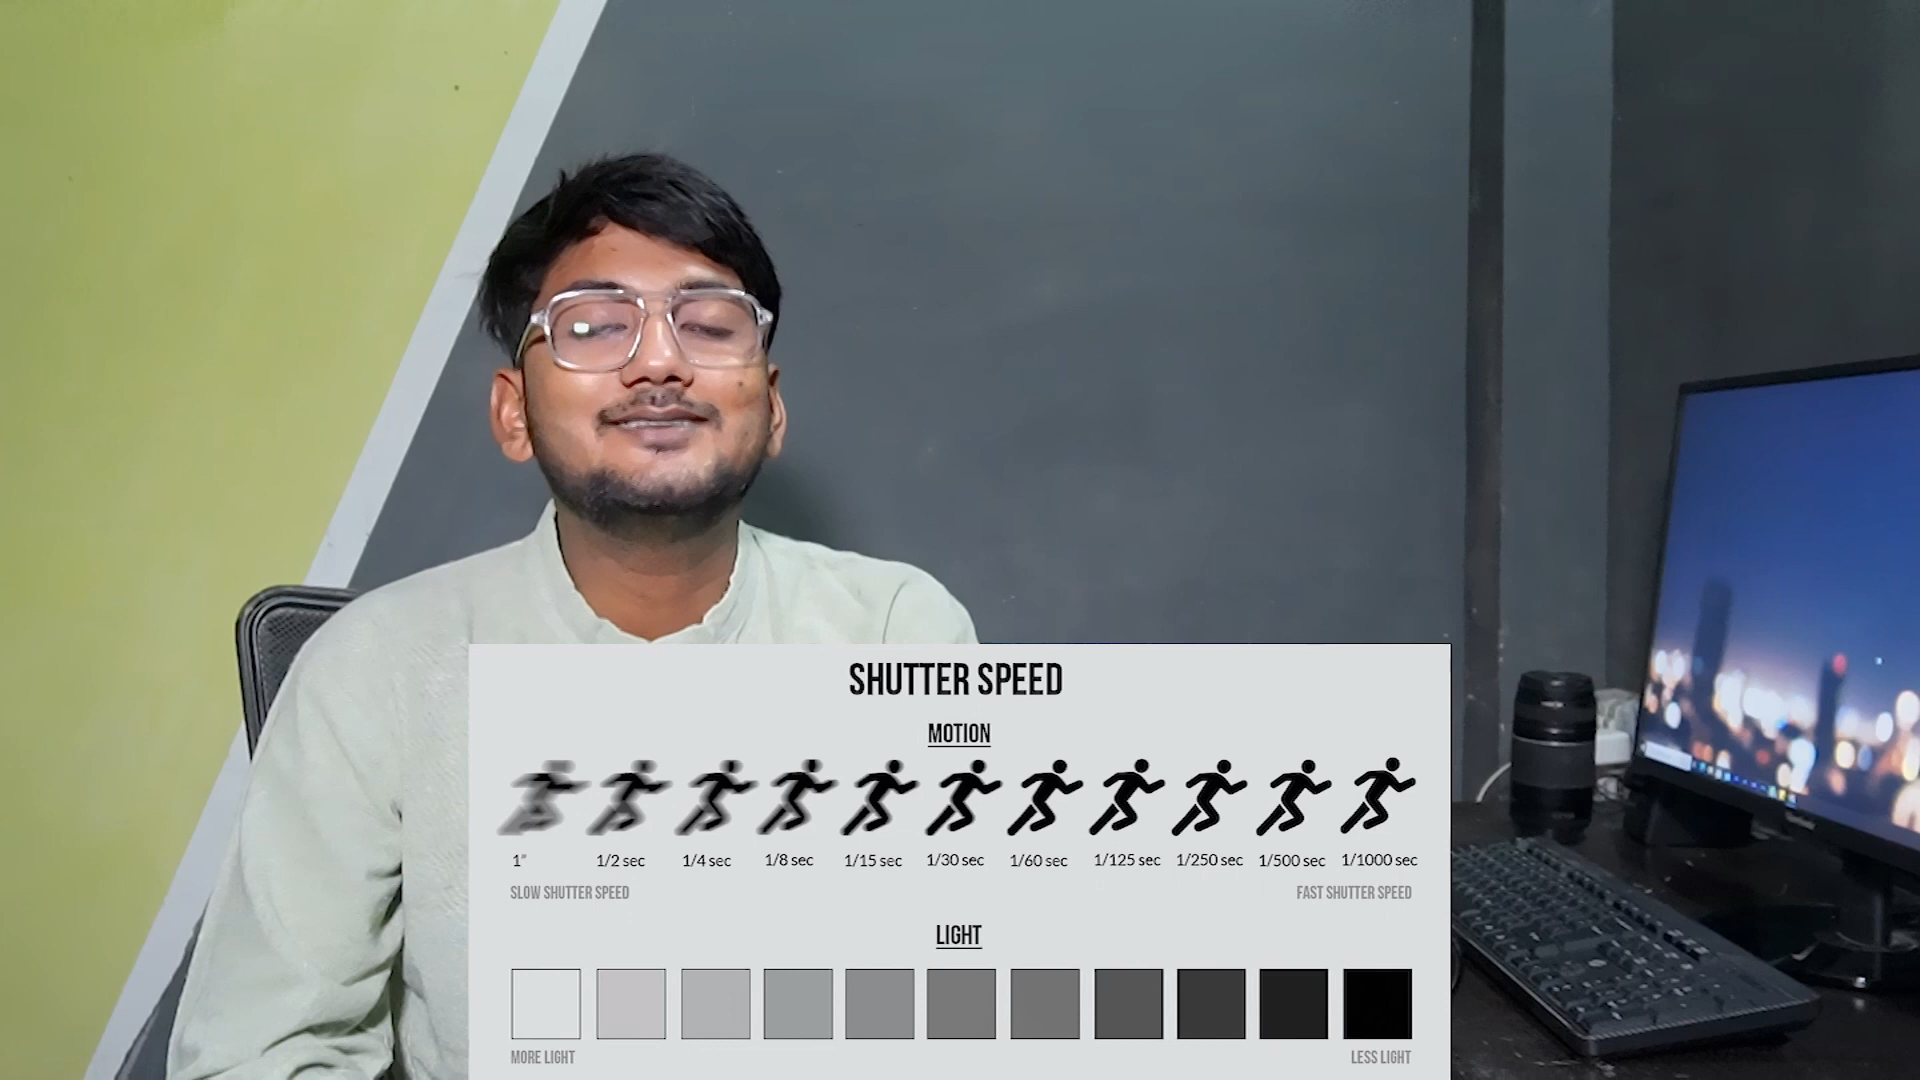 SHUTTER SPEED
MOTION
1" 1/2 sec 1/4 sec 1/8 sec 1/15 sec 1/30 sec 1/60 sec 1/125 sec 1/250 sec 1/500 sec 1/1000 sec
SLOW SHUTTER SPEED FAST SHUTTER SPEED
LIGHT
MORE LIGHT LESS LIGHT